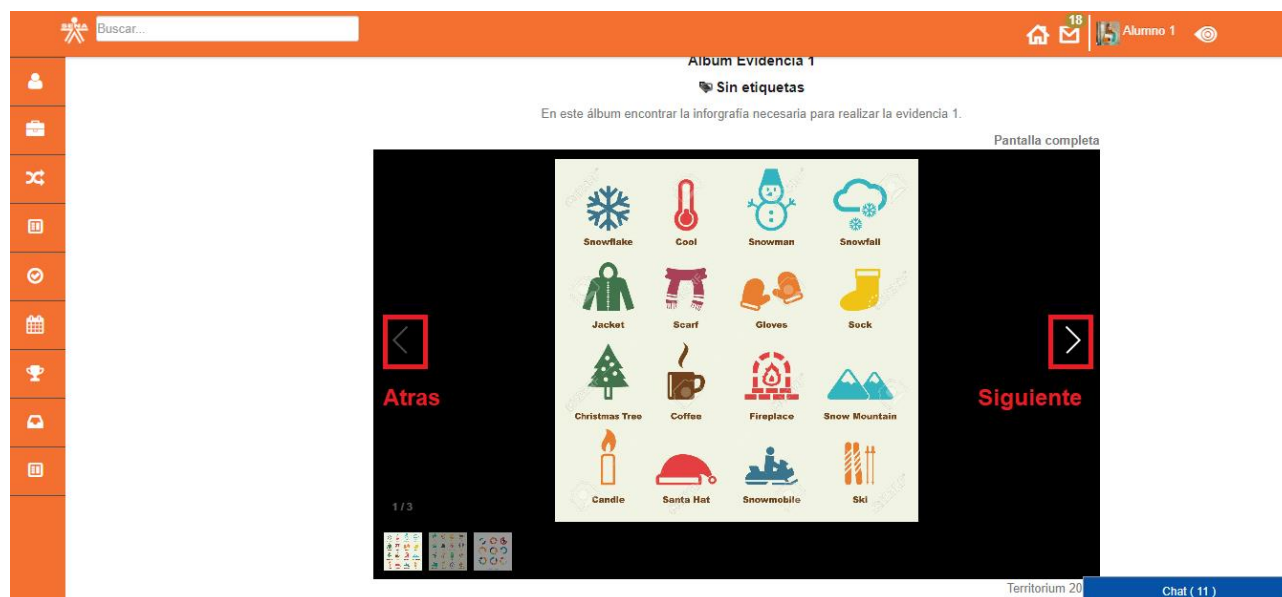 SENA
Buscar...
18
Alumno 1
Album Evidencia 1
Sin etiquetas
En este álbum encontrar la inforgrafía necesaria para realizar la evidencia 1.
Pantalla completa
Snowflake Cool Snowman Snowfall
Jacket Scarf Gloves Sock
Atras
Siguiente
Christmas Tree Coffee Fireplace Snow Mountain
Candle Santa Hat Snowmobile Ski
1 / 3
Territorium 20
Chat ( 11 )